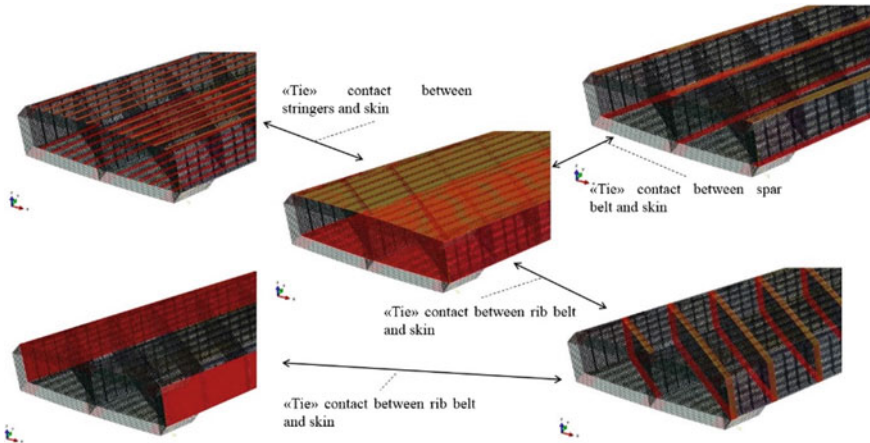 «Tie» contact between
stringers and skin
«Tie» contact between spar
belt and skin
«Tie» contact between rib belt
and skin
«Tie» contact between rib belt
and skin